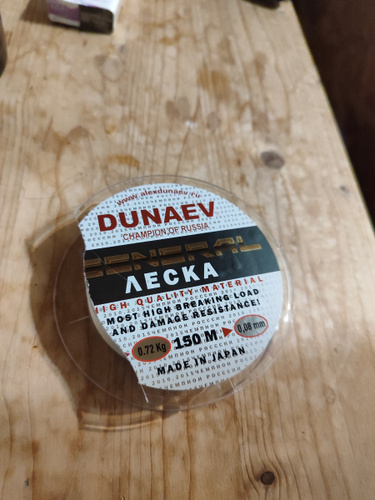 www.alexdunaev.ru
DUNAEV
CHAMPION OF RUSSIA
GENERAL
ЛЕСКА
HIGH QUALITY MATERIAL
MOST HIGH BREAKING LOAD
AND DAMAGE RESISTANCE!
0,72 Kg 150 M. 0,08 mm
MADE IN JAPAN